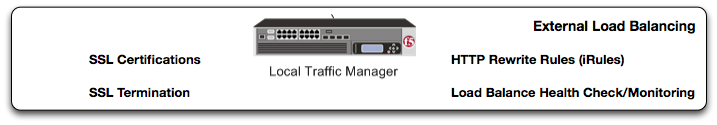 External Load Balancing
f5
SSL Certifications
HTTP Rewrite Rules (iRules)
Local Traffic Manager
SSL Termination
Load Balance Health Check/Monitoring